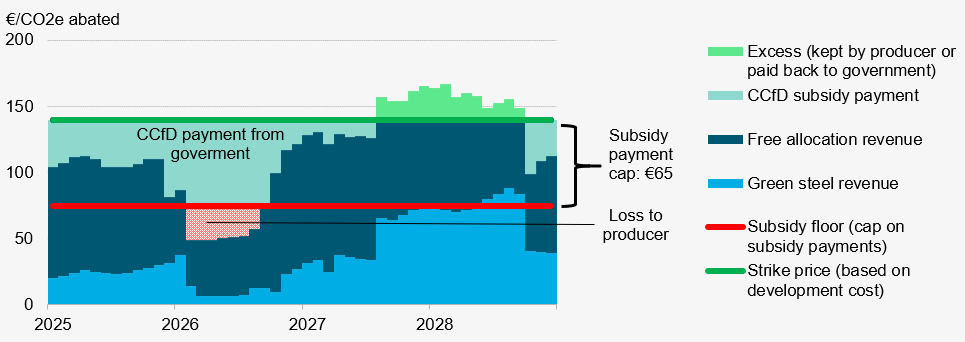 €/CO2e abated
200
150
100
50
0
2025
2026
2027
2028
CCfD payment from
goverment
Subsidy
payment
cap: €65
Loss to
producer
Excess (kept by producer or
paid back to government)
CCfD subsidy payment
Free allocation revenue
Green steel revenue
Subsidy floor (cap on
subsidy payments)
Strike price (based on
development cost)